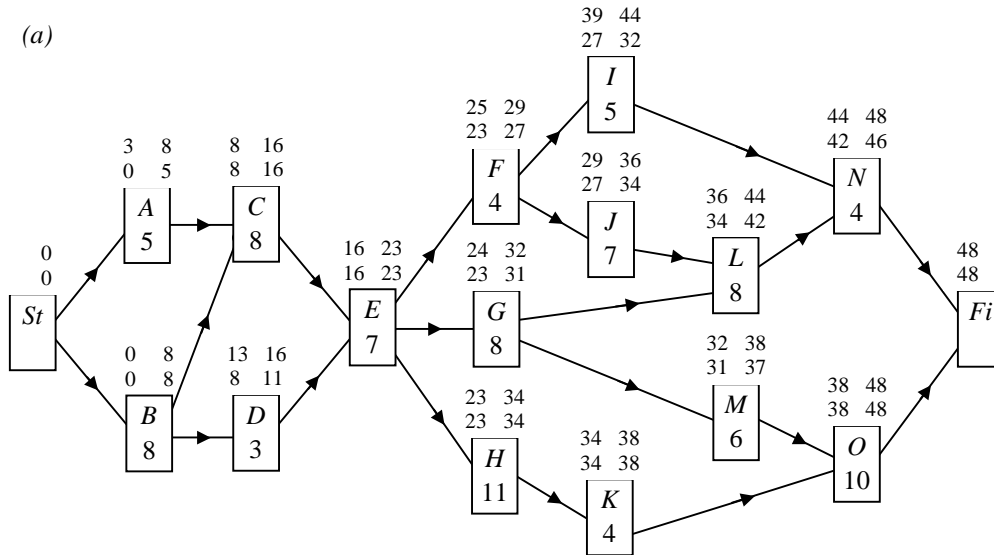 (a)
39 44
27 32
I
5
25 29
23 27
F
4
44 48
42 46
N
4
3 8
0 5
A
5
8 16
8 16
C
8
29 36
27 34
J
7
36 44
34 42
L
8
0
0
St
16 23
16 23
E
7
24 32
23 31
G
8
48
48
Fi
0 8
0 8
B
8
13 16
8 11
D
3
32 38
31 37
M
6
23 34
23 34
H
11
34 38
34 38
K
4
38 48
38 48
O
10